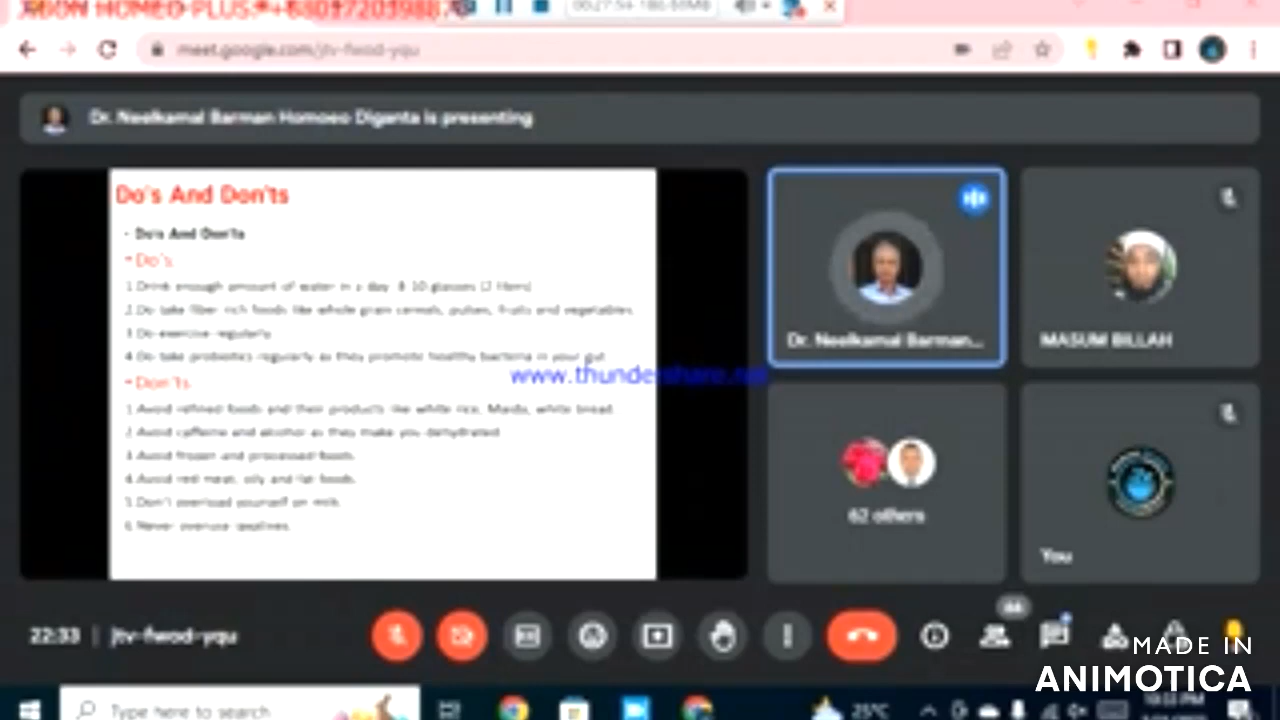 meet.google.com/jtv-fwod-yqu
Dr. Neelkamal Barman Homoeo Diganta is presenting
Do's And Don'ts
- Do's And Don'ts
Do's
1.Drink enough amount of water in a day. 8-10 glasses (2 liters)
2.Do take fiber rich foods like whole grain cereals, pulses, fruits and vegetables.
3.Do exercise regularly.
4.Do take probiotics regularly as they promote healthy bacteria in your gut.
www.thundershare.net
Don'ts
1.Avoid refined foods and their products like white rice, Maida, white bread.
2.Avoid caffeine and alcohol as they make you dehydrated.
3.Avoid frozen and processed foods.
4.Avoid red meat, oily and fat foods.
5.Don't overload yourself on milk.
6.Never overuse laxatives.
Dr. Neelkamal Barman...
MASUM BILLAH
62 others
You
22:33 | jtv-fwod-yqu
MADE IN
ANIMOTICA
Type here to search
25°C